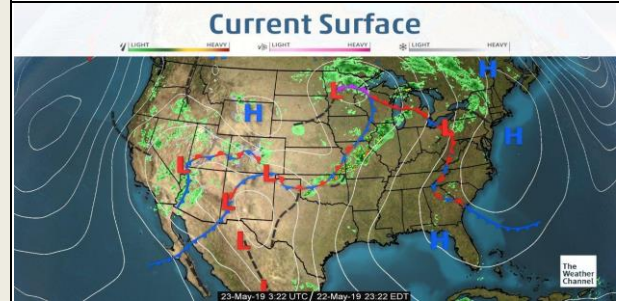 Current Surface
LIGHT HEAVY LIGHT HEAVY LIGHT HEAVY
L
H
H
L
H
L
L
L
L
H
L
23-May-19 3:22 UTC / 22-May-19 23:22 EDT
The
Weather
Channel